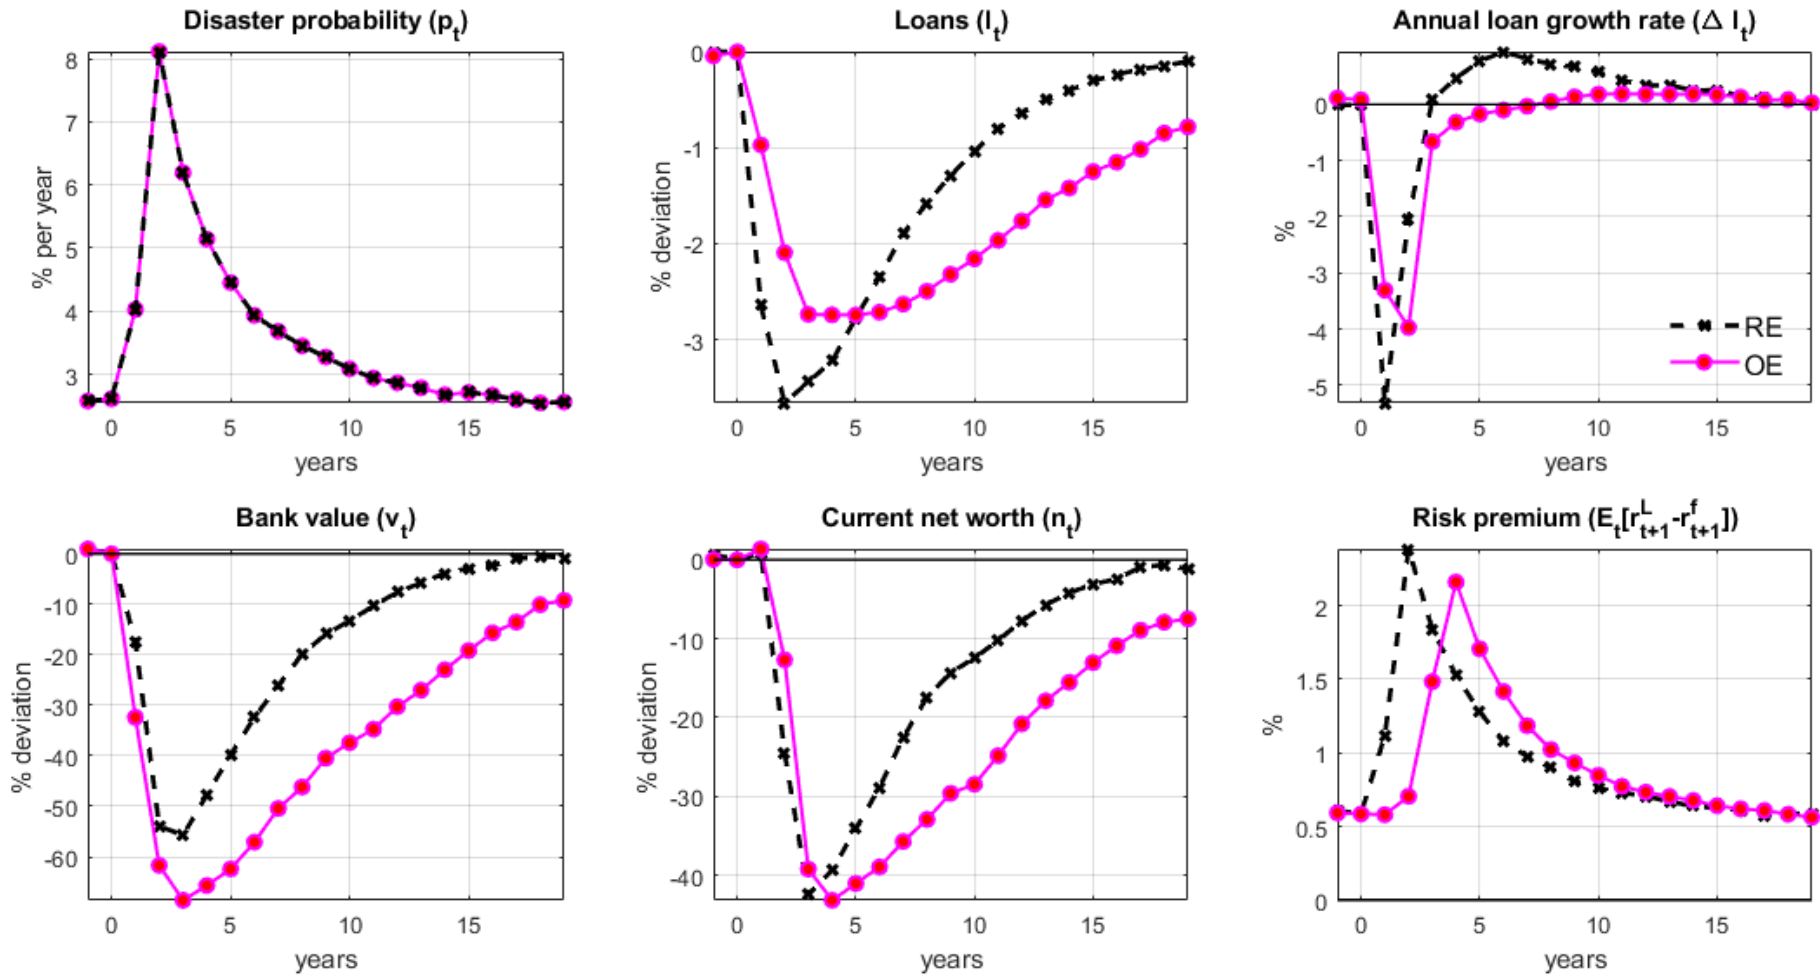 Disaster probability (p_t)
8
7
6
5
4
3
% per year
0 5 10 15
years
Loans (l_t)
0
-1
-2
-3
% deviation
0 5 10 15
years
Annual loan growth rate (Δ l_t)
0
-1
-2
-3
-4
-5
%
RE
OE
0 5 10 15
years
Bank value (v_t)
0
-10
-20
-30
-40
-50
-60
% deviation
0 5 10 15
years
Current net worth (n_t)
0
-10
-20
-30
-40
% deviation
0 5 10 15
years
Risk premium (E_t[r^L_{t+1}-r^f_{t+1}])
2
1.5
1
0.5
0
%
0 5 10 15
years